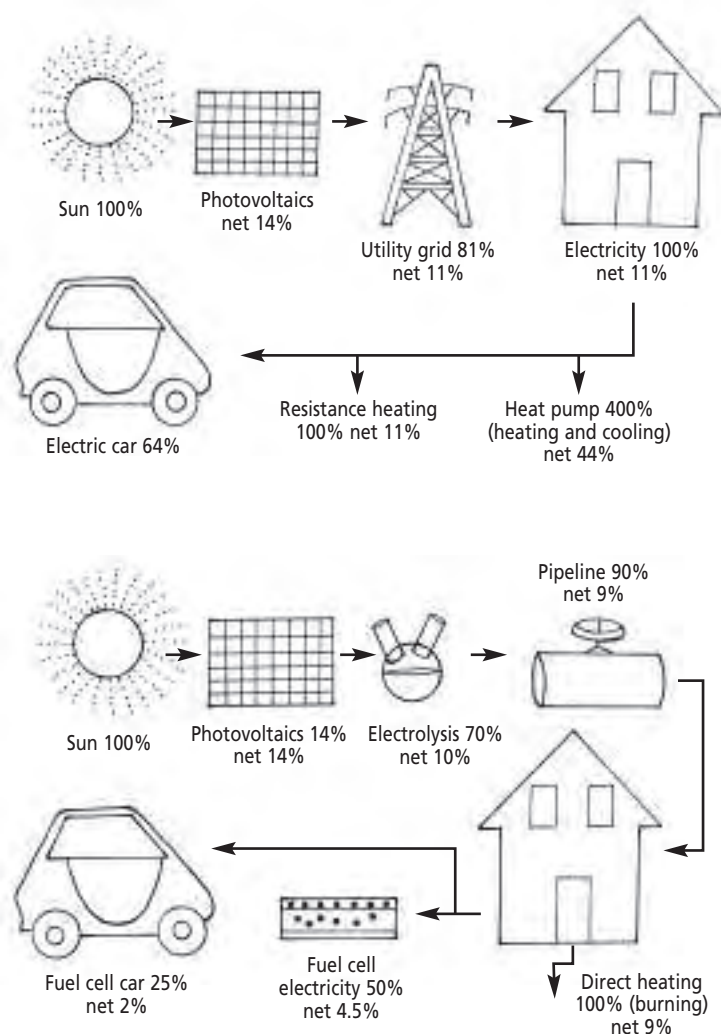 Sun 100%
Photovoltaics
net 14%
Utility grid 81%
net 11%
Electricity 100%
net 11%
Electric car 64%
Resistance heating
100% net 11%
Heat pump 400%
(heating and cooling)
net 44%
Sun 100%
Photovoltaics 14%
net 14%
Electrolysis 70%
net 10%
Pipeline 90%
net 9%
Fuel cell car 25%
net 2%
Fuel cell
electricity 50%
net 4.5%
Direct heating
100% (burning)
net 9%